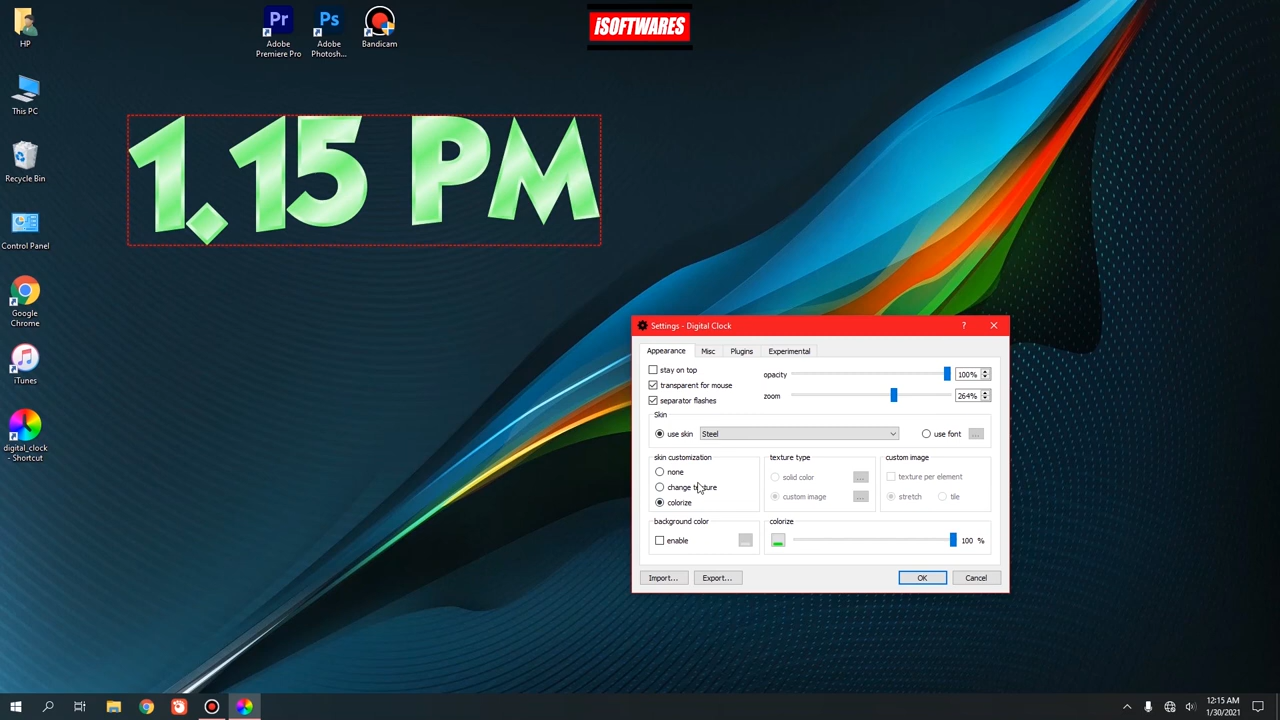 HP
Adobe
Premiere Pro
Adobe
Photosh...
Bandicam
iSOFTWARES
This PC
Recycle Bin
Control Panel
Google
Chrome
iTunes
digital_clock
- Shortcut
1.15 PM
Settings - Digital Clock
?
Appearance
Misc
Plugins
Experimental
stay on top
transparent for mouse
separator flashes
opacity
100%
zoom
264%
Skin
use skin
Steel
use font
...
skin customization
none
change texture
colorize
texture type
solid color
...
custom image
...
custom image
texture per element
stretch
tile
background color
enable
colorize
100 %
Import...
Export...
OK
Cancel
12:15 AM
1/30/2021